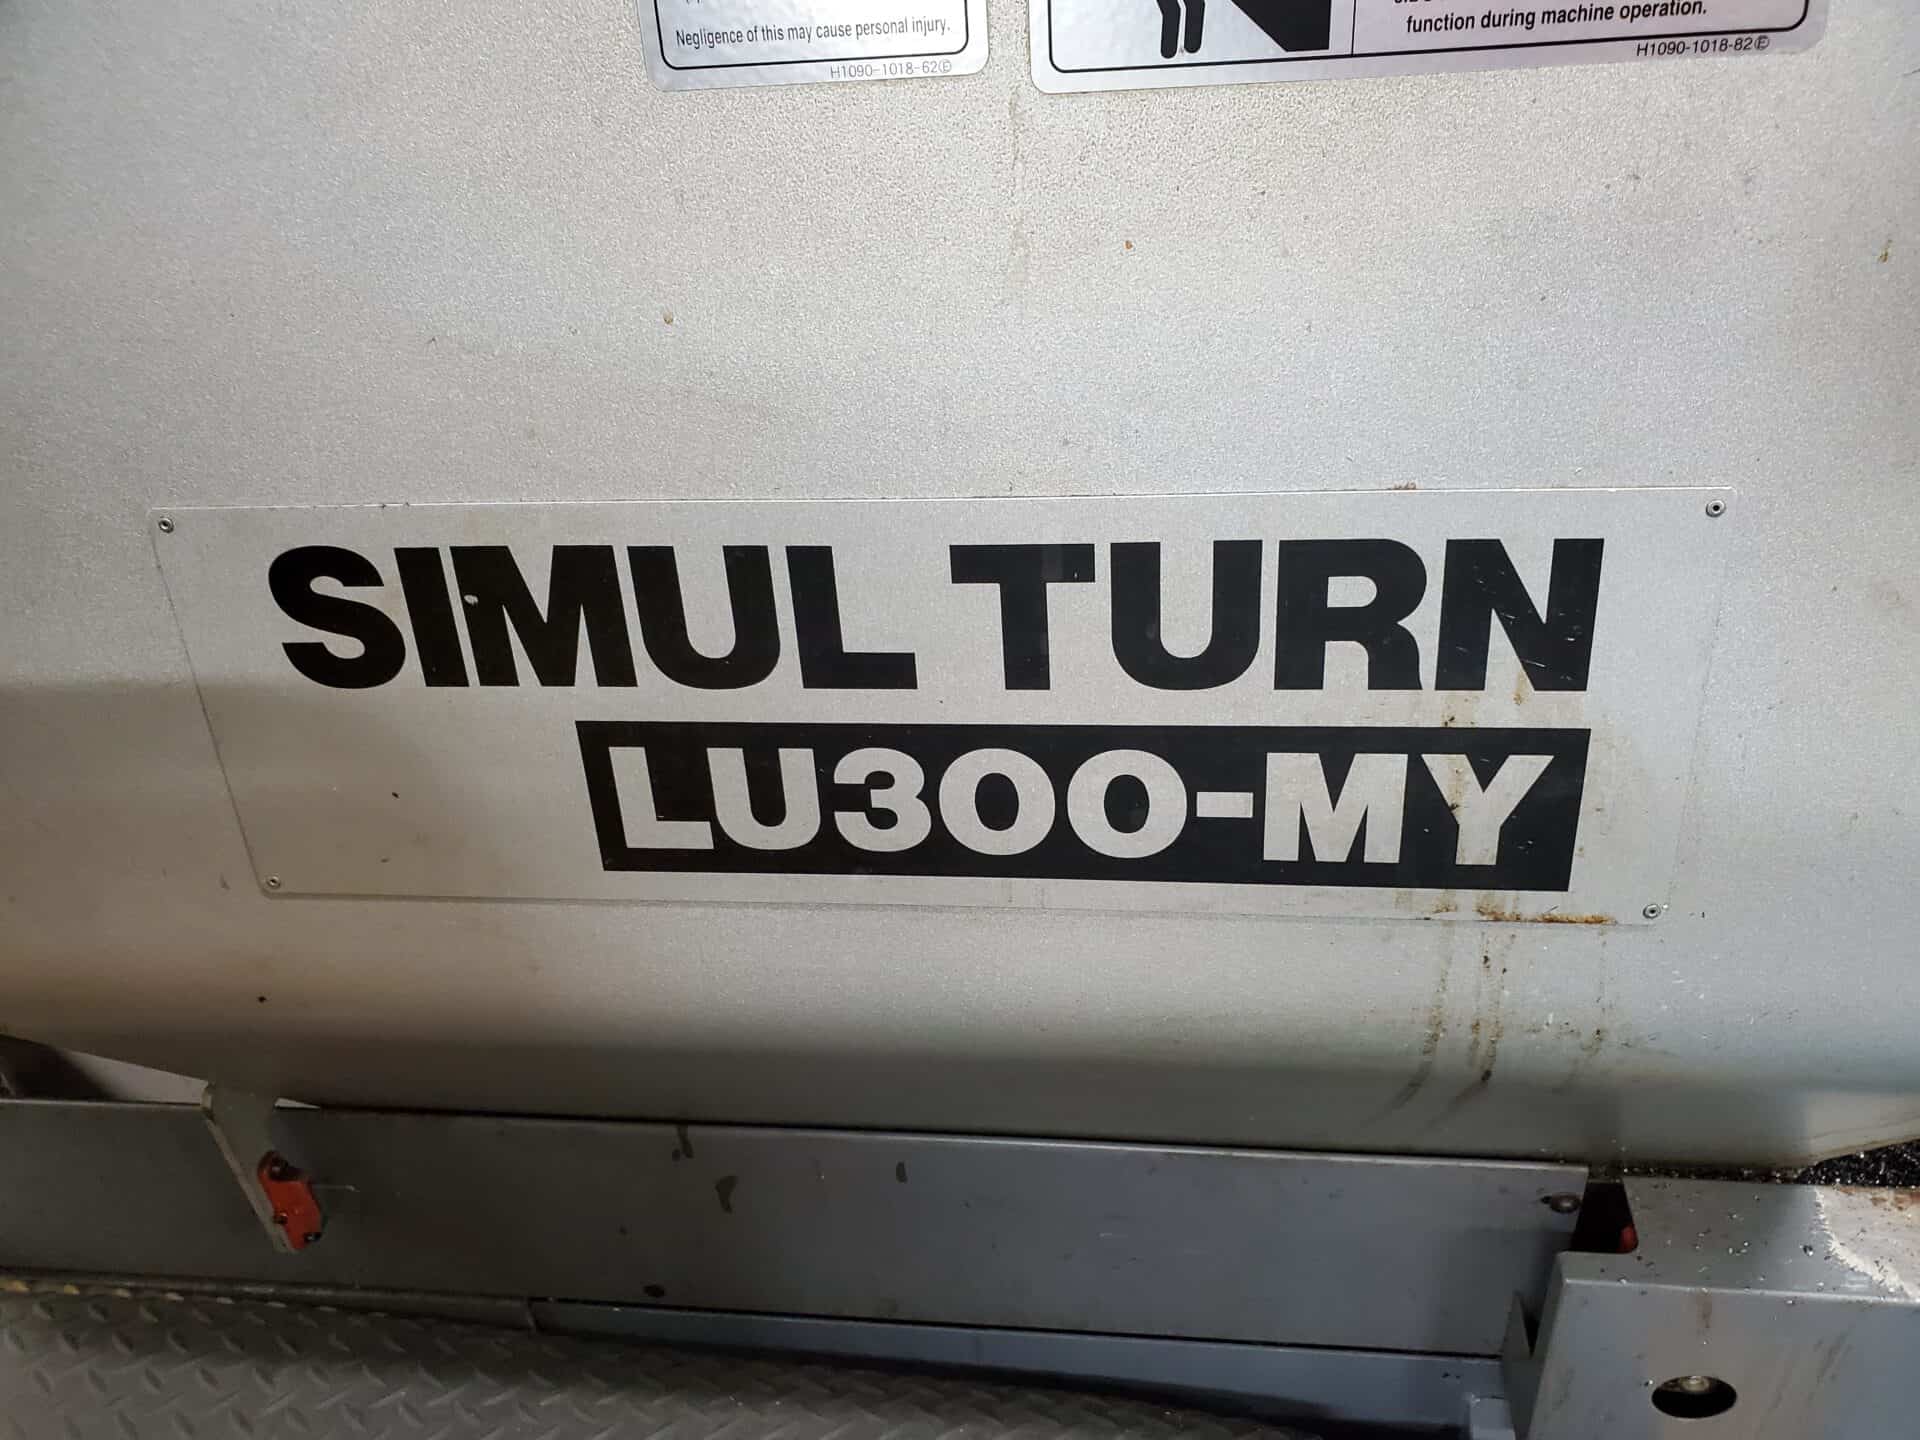 Negligence of this may cause personal injury.
H1090-1018-62Ⓔ
function during machine operation.
H1090-1018-82Ⓔ
SIMUL TURN
LU300-MY